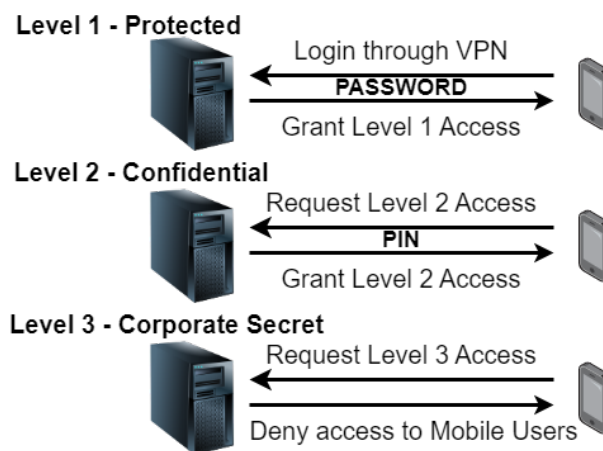 Level 1 - Protected
Login through VPN
PASSWORD
Grant Level 1 Access
Level 2 - Confidential
Request Level 2 Access
PIN
Grant Level 2 Access
Level 3 - Corporate Secret
Request Level 3 Access
Deny access to Mobile Users